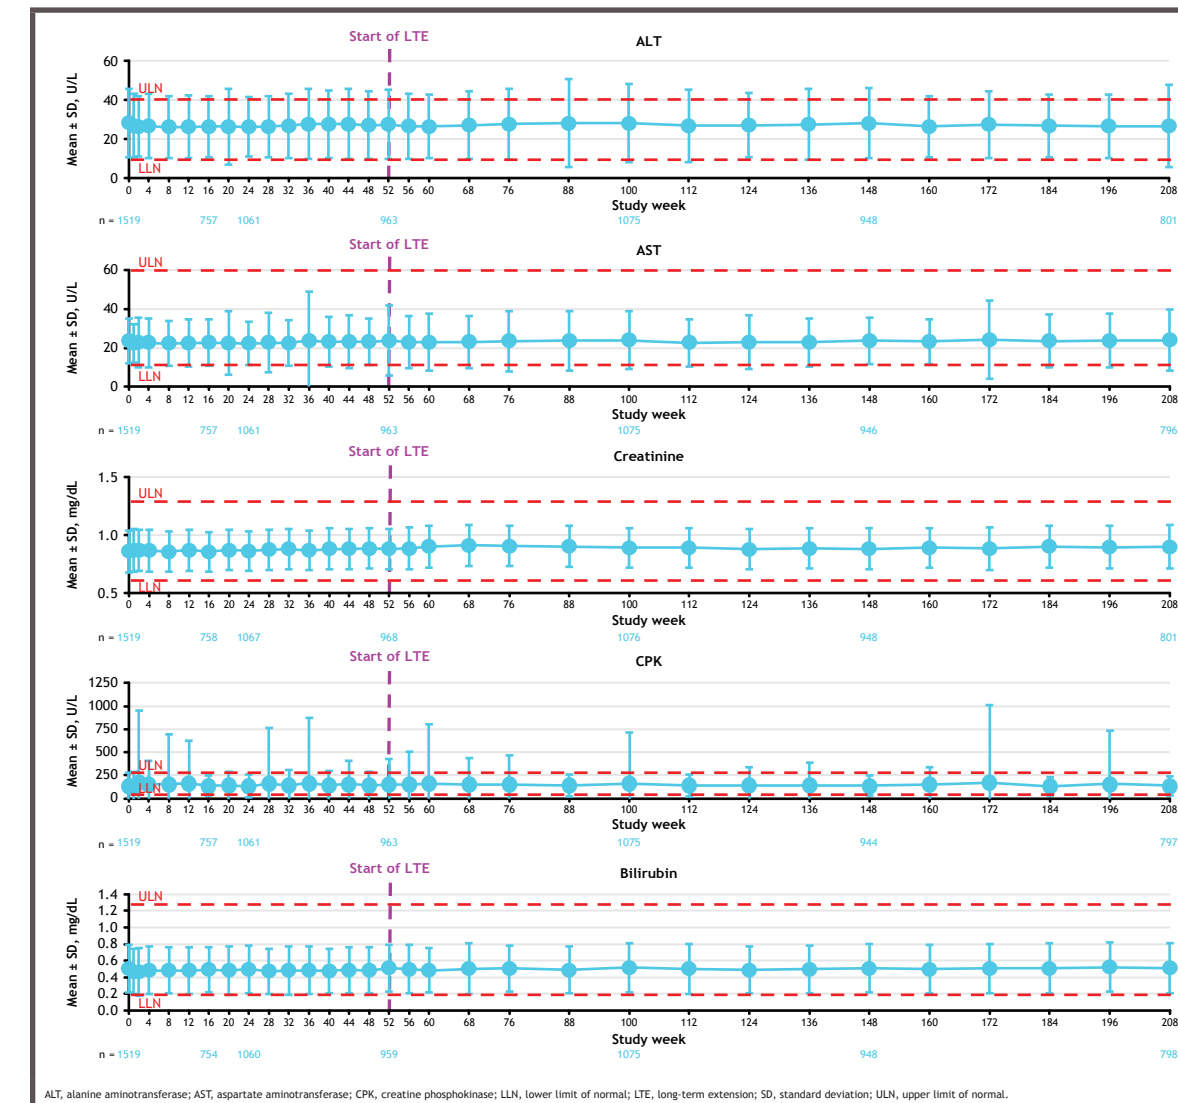 Start of LTE
ALT
Mean ± SD, U/L
60
40
20
0
ULN
LLN
0 4 8 12 16 20 24 28 32 36 40 44 48 52 56 60 68 76 88 100 112 124 136 148 160 172 184 196 208
Study week
n = 1519 757 1061 963 1075 948 801
Start of LTE
AST
Mean ± SD, U/L
60
40
20
0
ULN
LLN
0 4 8 12 16 20 24 28 32 36 40 44 48 52 56 60 68 76 88 100 112 124 136 148 160 172 184 196 208
Study week
n = 1519 757 1061 963 1075 946 796
Start of LTE
Creatinine
Mean ± SD, mg/dL
1.5
1.0
0.5
ULN
LLN
0 4 8 12 16 20 24 28 32 36 40 44 48 52 56 60 68 76 88 100 112 124 136 148 160 172 184 196 208
Study week
n = 1519 758 1067 968 1076 948 801
Start of LTE
CPK
Mean ± SD, U/L
1250
1000
750
500
250
0
ULN
LLN
0 4 8 12 16 20 24 28 32 36 40 44 48 52 56 60 68 76 88 100 112 124 136 148 160 172 184 196 208
Study week
n = 1519 757 1061 963 1075 944 797
Start of LTE
Bilirubin
Mean ± SD, mg/dL
1.4
1.2
1.0
0.8
0.6
0.4
0.2
0.0
ULN
LLN
0 4 8 12 16 20 24 28 32 36 40 44 48 52 56 60 68 76 88 100 112 124 136 148 160 172 184 196 208
Study week
n = 1519 754 1060 959 1075 948 798
ALT, alanine aminotransferase; AST, aspartate aminotransferase; CPK, creatine phosphokinase; LLN, lower limit of normal; LTE, long-term extension; SD, standard deviation; ULN, upper limit of normal.